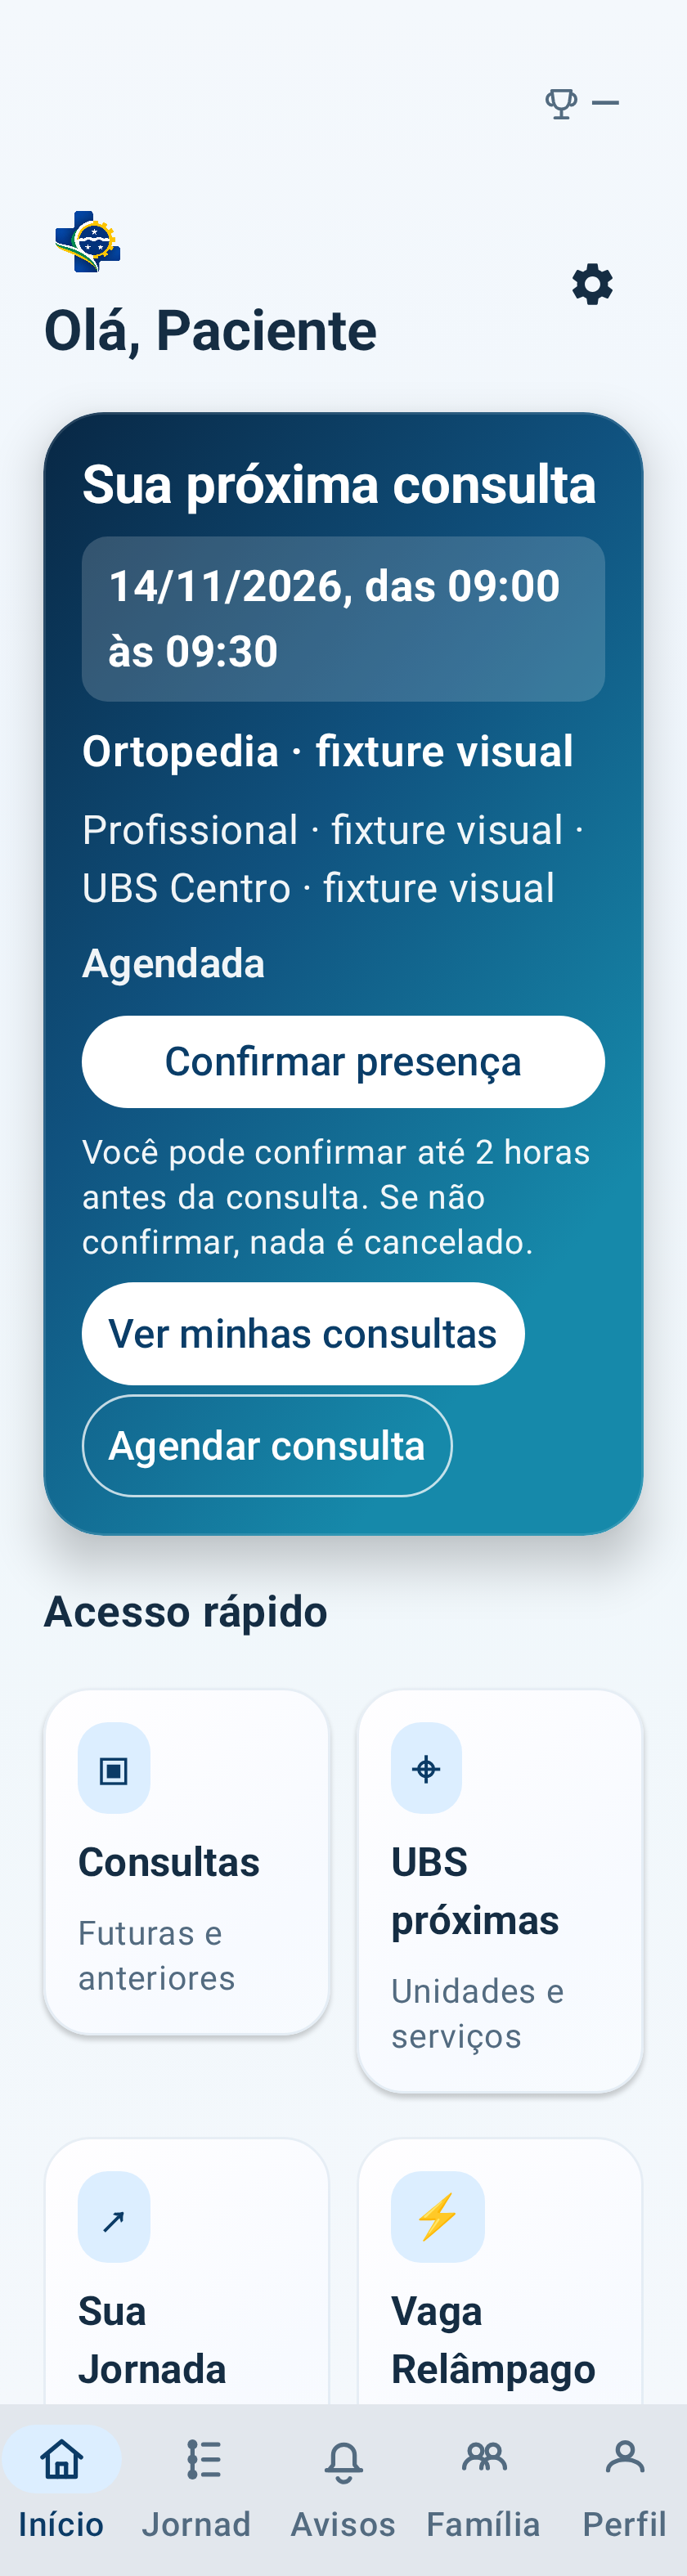 Olá, Paciente
Sua próxima consulta
14/11/2026, das 09:00
às 09:30
Ortopedia · fixture visual
Profissional · fixture visual ·
UBS Centro · fixture visual
Agendada
Confirmar presença
Você pode confirmar até 2 horas
antes da consulta. Se não
confirmar, nada é cancelado.
Ver minhas consultas
Agendar consulta
Acesso rápido
Consultas
Futuras e
anteriores
UBS
próximas
Unidades e
serviços
Sua
Jornada
Vaga
Relâmpago
Início
Jornad
Avisos
Família
Perfil